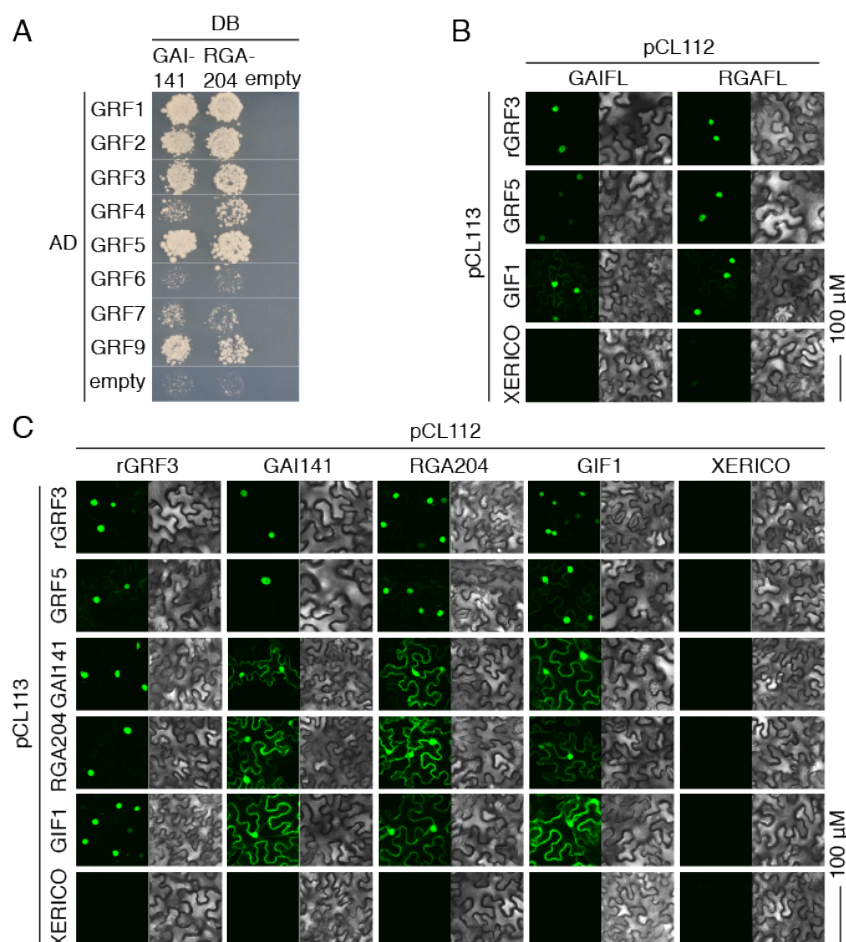 A
DB
GAI- RGA-
141 204 empty
GRF1
GRF2
GRF3
GRF4
AD
GRF5
GRF6
GRF7
GRF9
empty
B
pCL112
GAIFL RGAFL
pCL113
rGRF3
GRF5
GIF1
XERICO
100 µM
C
pCL112
rGRF3 GAI141 RGA204 GIF1 XERICO
pCL113
rGRF3
GRF5
GAI141
RGA204
GIF1
XERICO
100 µM